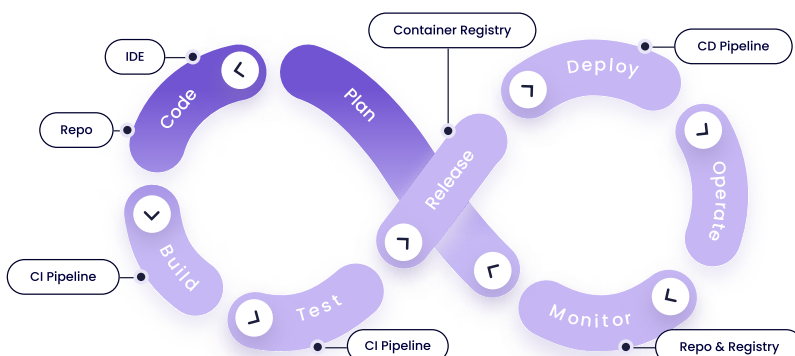 Container Registry
IDE
CD Pipeline
Deploy
Code
Plan
Repo
Release
Operate
Build
CI Pipeline
Test
Monitor
CI Pipeline
Repo & Registry